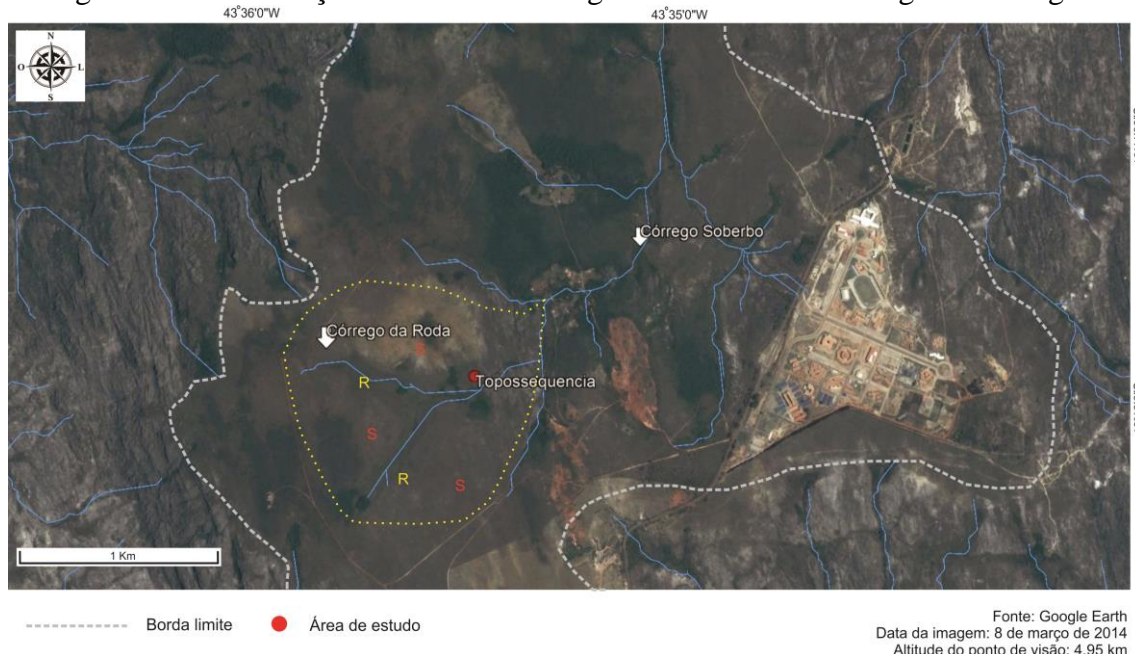 43°36'0"W
43°35'0"W
N
O L
S
Córrego Soberbo
Córrego da Roda
S
R
Topossequencia
S
R
S
1 Km
Borda limite
Área de estudo
Fonte: Google Earth
Data da imagem: 8 de março de 2014
Altitude do ponto de visão: 4,95 km